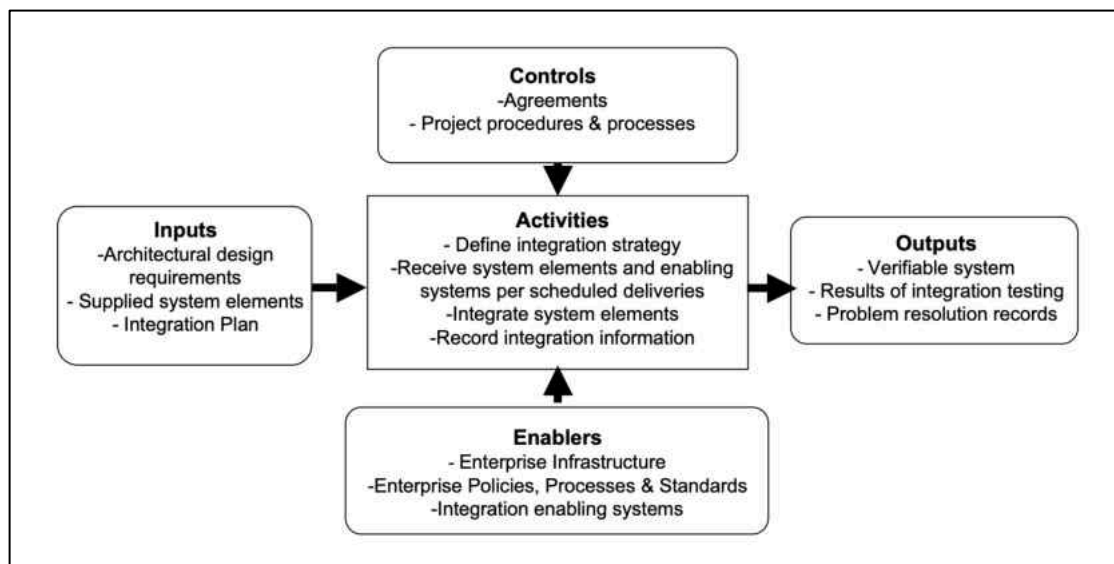 Controls
-Agreements
- Project procedures & processes
Inputs
-Architectural design
requirements
- Supplied system elements
- Integration Plan
Activities
- Define integration strategy
-Receive system elements and enabling
systems per scheduled deliveries
-Integrate system elements
-Record integration information
Outputs
- Verifiable system
- Results of integration testing
- Problem resolution records
Enablers
- Enterprise Infrastructure
-Enterprise Policies, Processes & Standards
-Integration enabling systems